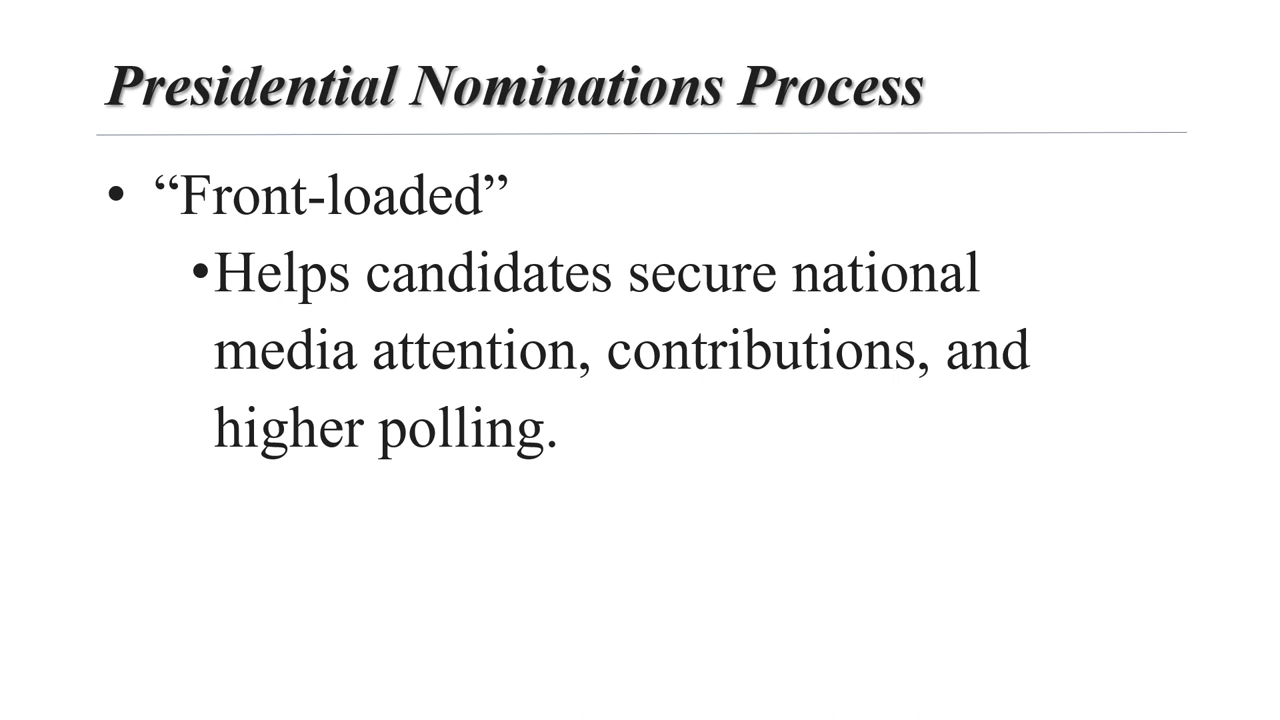 Presidential Nominations Process
• “Front-loaded”
•Helps candidates secure national
media attention, contributions, and
higher polling.